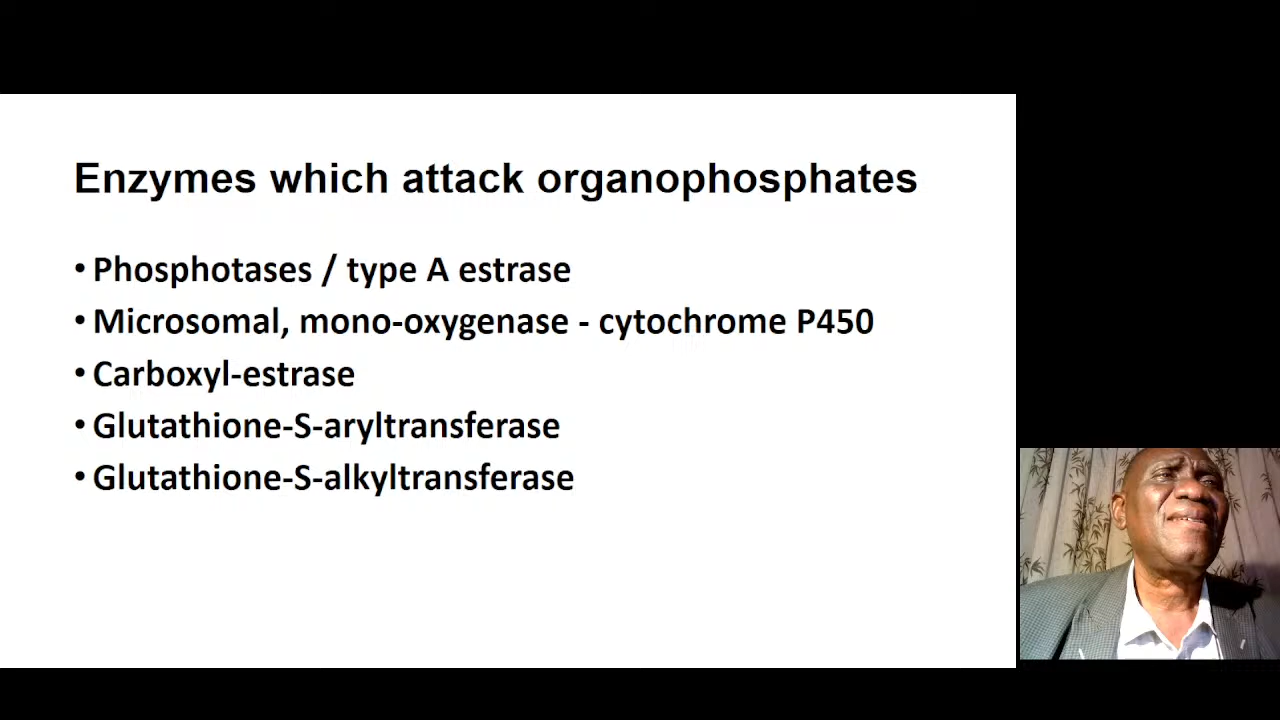 Enzymes which attack organophosphates
• Phosphotases / type A estrase
• Microsomal, mono-oxygenase - cytochrome P450
• Carboxyl-estrase
• Glutathione-S-aryltransferase
• Glutathione-S-alkyltransferase